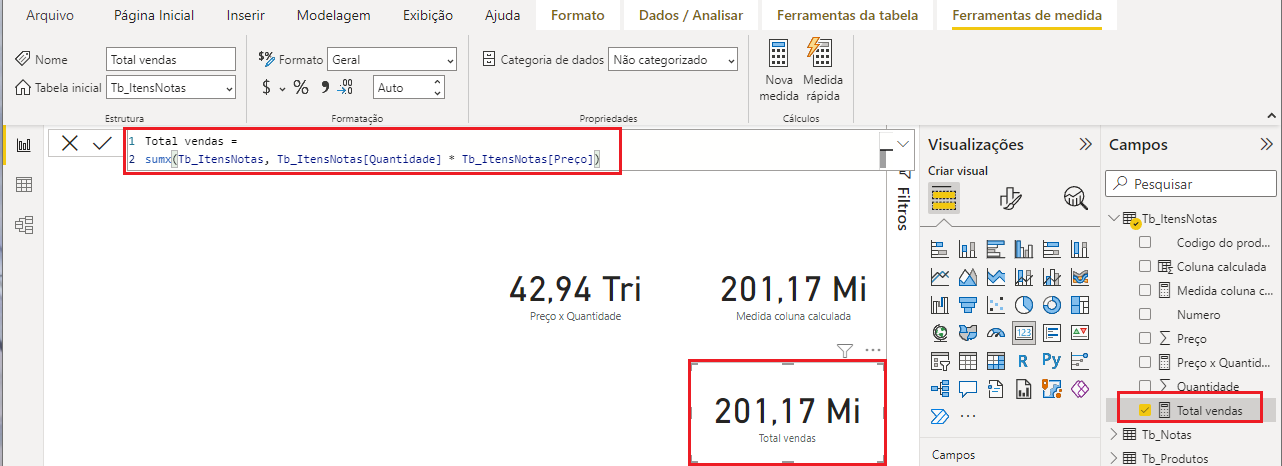 Arquivo Página Inicial Inserir Modelagem Exibição Ajuda Formato Dados / Analisar Ferramentas da tabela Ferramentas de medida
Nome Total vendas
Tabela inicial Tb_ItensNotas
Estrutura
$% Formato Geral
$ % 9 .00 Auto
Formatação
Categoria de dados Não categorizado
Propriedades
Nova medida
Medida rápida
Cálculos
1 Total vendas =
2 sumx(Tb_ItensNotas, Tb_ItensNotas[Quantidade] * Tb_ItensNotas[Preço])
42,94 Tri
Preço x Quantidade
201,17 Mi
Medida coluna calculada
201,17 Mi
Total vendas
Filtros
Visualizações
Criar visual
123
R Py
Campos
Campos
Pesquisar
Tb_ItensNotas
Codigo do prod...
Coluna calculada
Medida coluna c...
Numero
Preço
Preço x Quantid...
Quantidade
Total vendas
Tb_Notas
Tb_Produtos